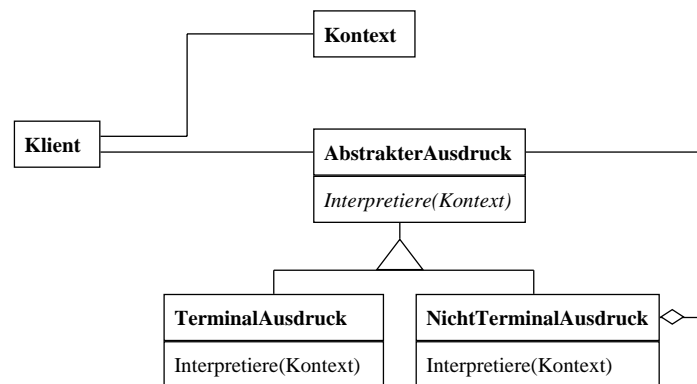 Kontext
Klient
AbstrakterAusdruck
Interpretiere(Kontext)
TerminalAusdruck
NichtTerminalAusdruck
Interpretiere(Kontext)
Interpretiere(Kontext)